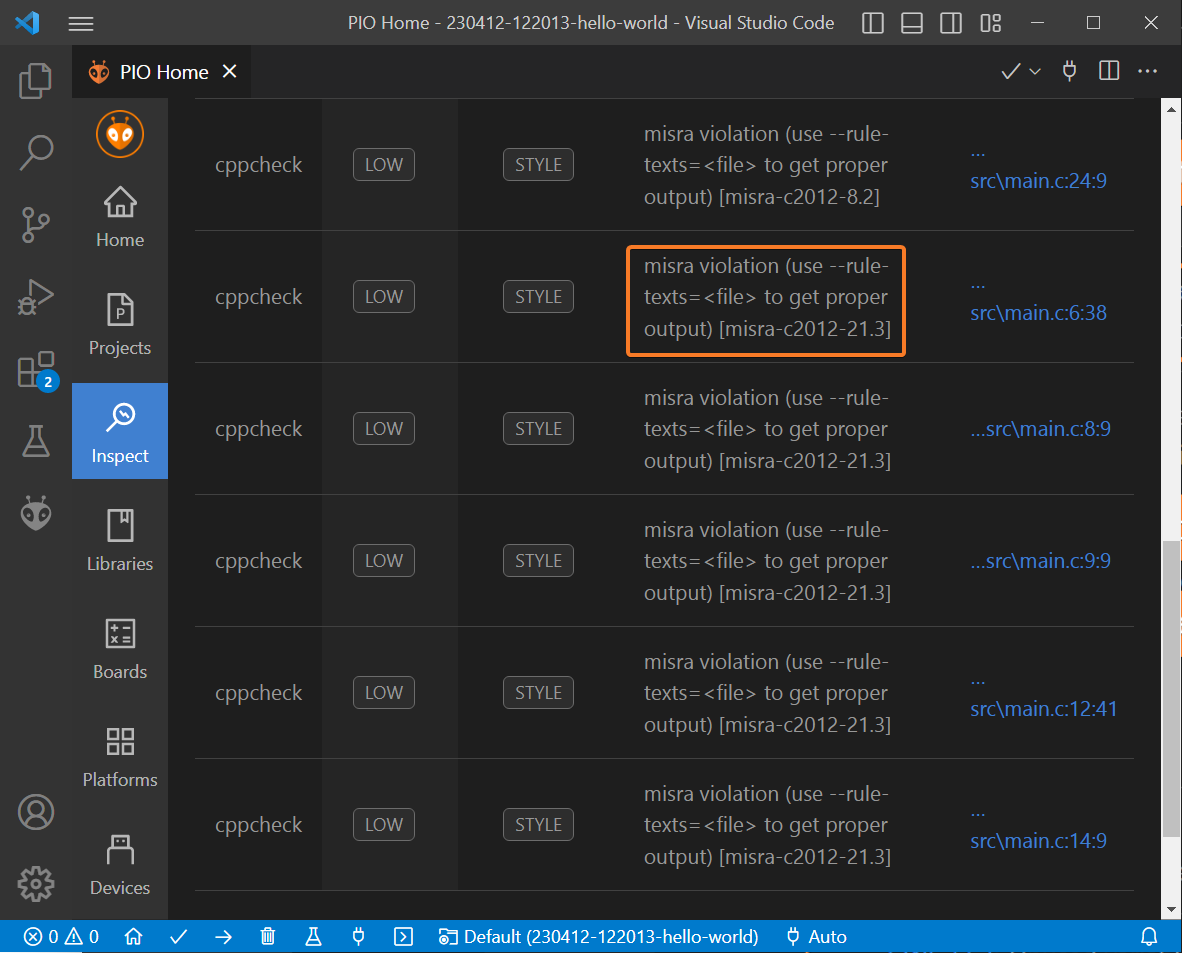 PIO Home - 230412-122013-hello-world - Visual Studio Code
PIO Home
2
Home
P
Projects
Inspect
Libraries
Boards
Platforms
Devices
cppcheck
LOW
STYLE
misra violation (use --rule-
texts=<file> to get proper
output) [misra-c2012-8.2]
...
src\main.c:24:9
cppcheck
LOW
STYLE
misra violation (use --rule-
texts=<file> to get proper
output) [misra-c2012-21.3]
...
src\main.c:6:38
cppcheck
LOW
STYLE
misra violation (use --rule-
texts=<file> to get proper
output) [misra-c2012-21.3]
...src\main.c:8:9
cppcheck
LOW
STYLE
misra violation (use --rule-
texts=<file> to get proper
output) [misra-c2012-21.3]
...src\main.c:9:9
cppcheck
LOW
STYLE
misra violation (use --rule-
texts=<file> to get proper
output) [misra-c2012-21.3]
...
src\main.c:12:41
cppcheck
LOW
STYLE
misra violation (use --rule-
texts=<file> to get proper
output) [misra-c2012-21.3]
...
src\main.c:14:9
0 0 Default (230412-122013-hello-world) Auto